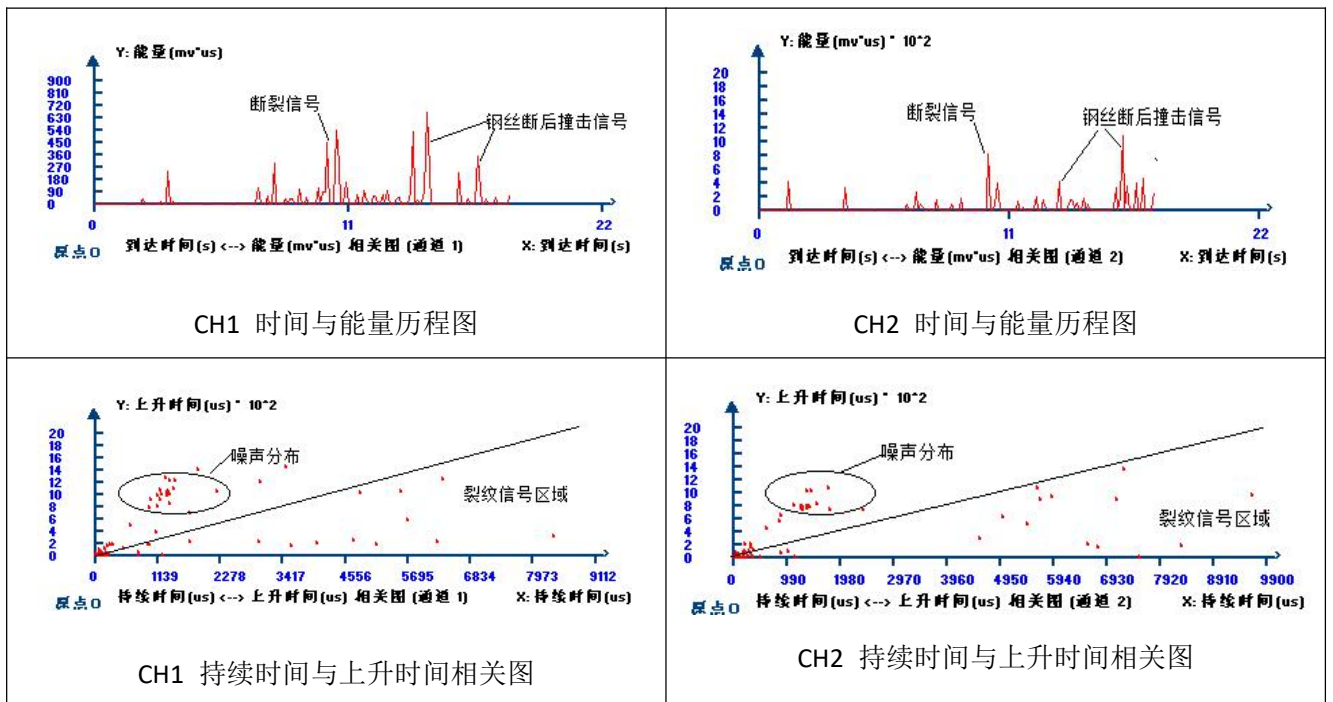 Y: 能量(mv*us)
900
810
720
630
540
450
360
270
180
90
0
断裂信号
钢丝断后撞击信号
0 11 22
原点O 到达时间(s) <--> 能量(mv*us) 相关图 (通道 1) X: 到达时间(s)
CH1 时间与能量历程图
Y: 能量(mv*us) * 10^2
20
18
16
14
12
10
8
6
4
2
0
断裂信号
钢丝断后撞击信号
0 11 22
原点O 到达时间(s) <--> 能量(mv*us) 相关图 (通道 2) X: 到达时间(s)
CH2 时间与能量历程图
Y: 上升时间(us) * 10^2
20
18
16
14
12
10
8
6
4
2
0
噪声分布
裂纹信号区域
0 1139 2278 3417 4556 5695 6834 7973 9112
原点O 持续时间(us) <--> 上升时间(us) 相关图 (通道 1) X: 持续时间(us)
CH1 持续时间与上升时间相关图
Y: 上升时间(us) * 10^2
20
18
16
14
12
10
8
6
4
2
0
噪声分布
裂纹信号区域
0 990 1980 2970 3960 4950 5940 6930 7920 8910 9900
原点O 持续时间(us) <--> 上升时间(us) 相关图 (通道 2) X: 持续时间(us)
CH2 持续时间与上升时间相关图